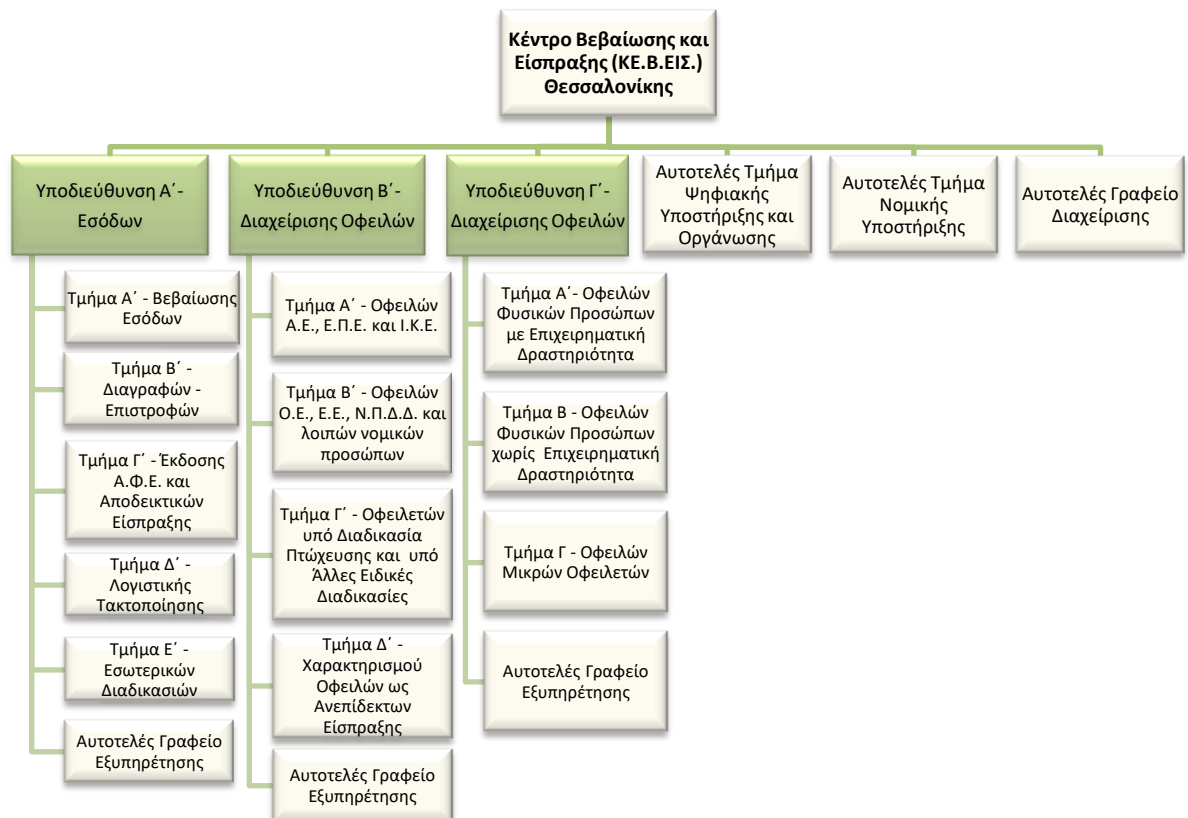 Κέντρο Βεβαίωσης και
Είσπραξης (ΚΕ.Β.ΕΙΣ.)
Θεσσαλονίκης
Υποδιεύθυνση Α΄-
Εσόδων
Υποδιεύθυνση Β΄-
Διαχείρισης Οφειλών
Υποδιεύθυνση Γ΄-
Διαχείρισης Οφειλών
Αυτοτελές Τμήμα
Ψηφιακής
Υποστήριξης και
Οργάνωσης
Αυτοτελές Τμήμα
Νομικής
Υποστήριξης
Αυτοτελές Γραφείο
Διαχείρισης
Τμήμα Α΄ - Βεβαίωσης
Εσόδων
Τμήμα Β΄ -
Διαγραφών -
Επιστροφών
Τμήμα Γ΄ - Έκδοσης
Α.Φ.Ε. και
Αποδεικτικών
Είσπραξης
Τμήμα Δ΄ -
Λογιστικής
Τακτοποίησης
Τμήμα Ε΄ -
Εσωτερικών
Διαδικασιών
Αυτοτελές Γραφείο
Εξυπηρέτησης
Τμήμα Α΄ - Οφειλών
Α.Ε., Ε.Π.Ε. και Ι.Κ.Ε.
Τμήμα Β΄ - Οφειλών
Ο.Ε., Ε.Ε., Ν.Π.Δ.Δ. και
λοιπών νομικών
προσώπων
Τμήμα Γ΄ - Οφειλετών
υπό Διαδικασία
Πτώχευσης και υπό
Άλλες Ειδικές
Διαδικασίες
Τμήμα Δ΄ -
Χαρακτηρισμού
Οφειλών ως
Ανεπίδεκτων
Είσπραξης
Αυτοτελές Γραφείο
Εξυπηρέτησης
Τμήμα Α΄- Οφειλών
Φυσικών Προσώπων
με Επιχειρηματική
Δραστηριότητα
Τμήμα Β - Οφειλών
Φυσικών Προσώπων
χωρίς Επιχειρηματική
Δραστηριότητα
Τμήμα Γ - Οφειλών
Μικρών Οφειλετών
Αυτοτελές Γραφείο
Εξυπηρέτησης